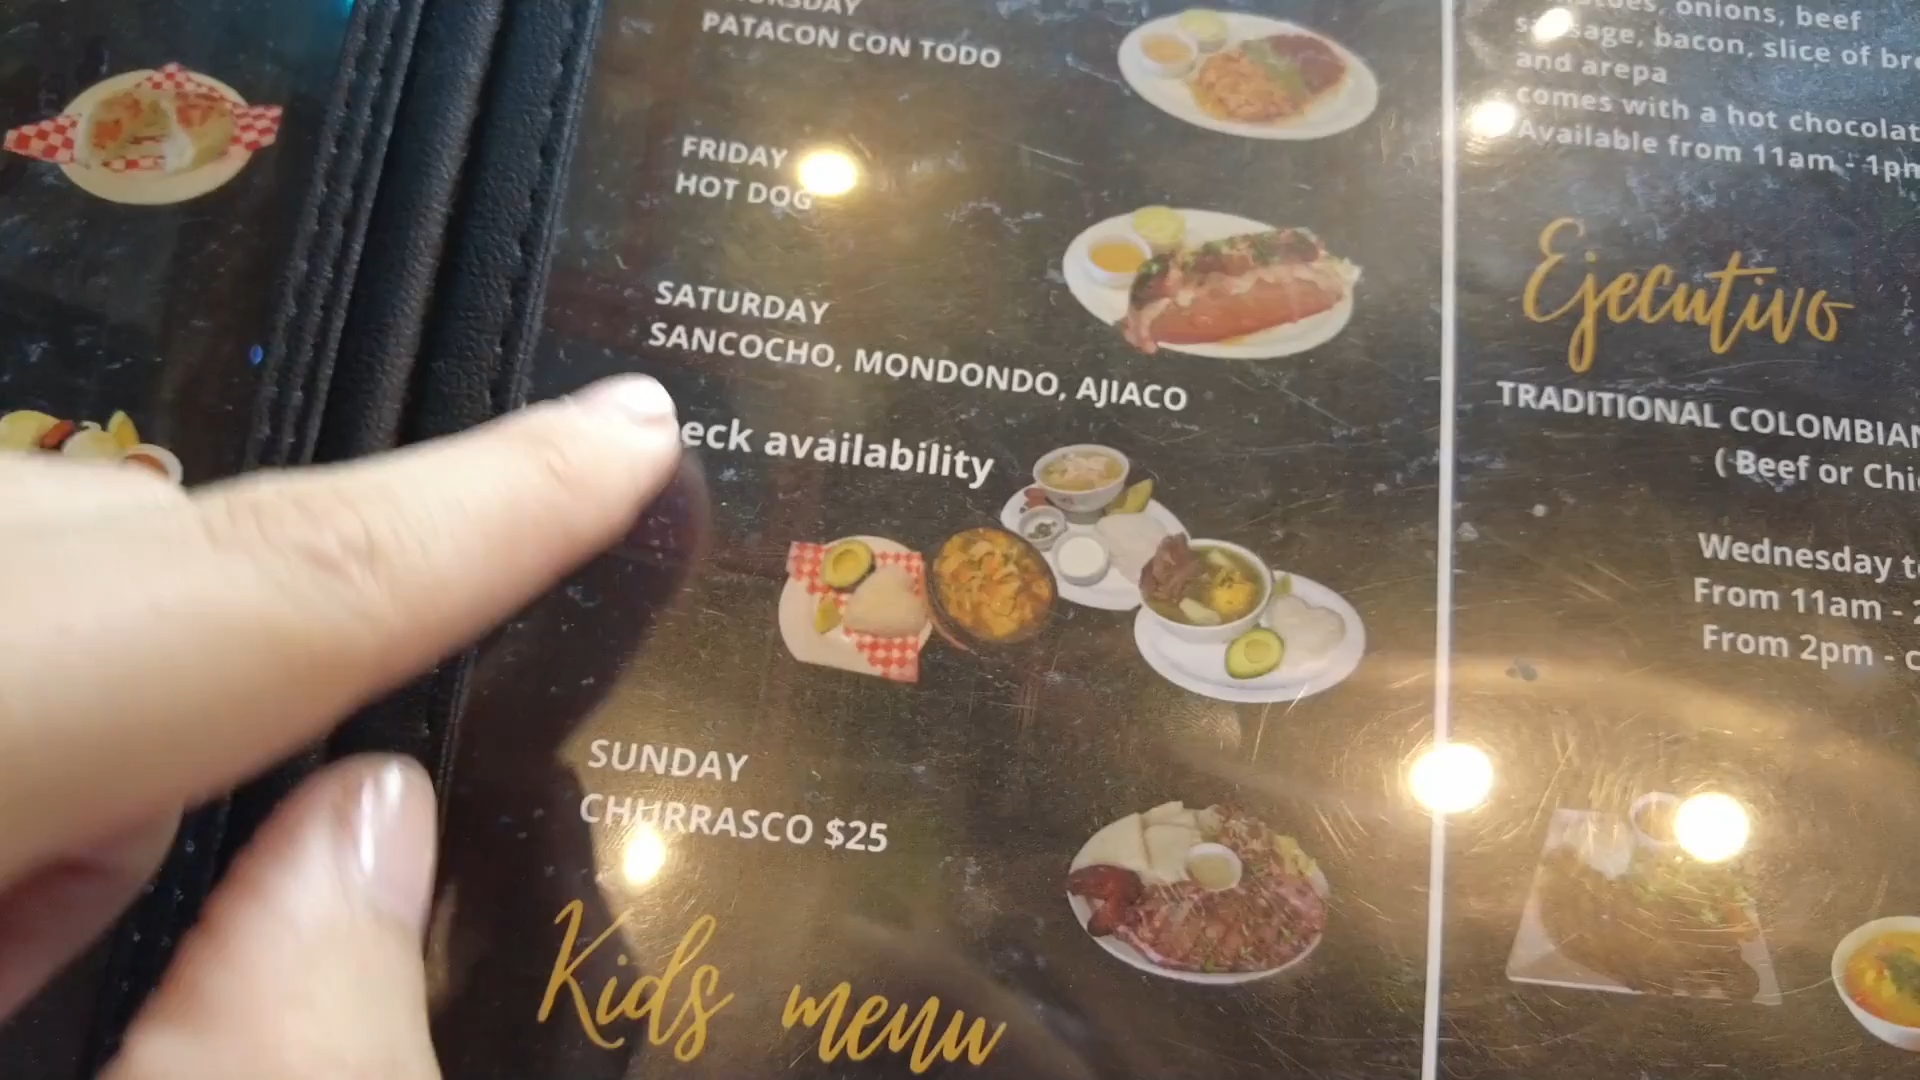 PATACON CON TODO
FRIDAY
HOT DOG
SATURDAY
SANCOCHO, MONDONDO, AJIACO
availability
SUNDAY
CHURRASCO $25
Kids menu
onions, beef
bacon, slice of
and arepa
comes with a hot
Available from 11am - 1pm
Ejecutivo
TRADITIONAL COLOMBIAN
( Beef or
Wednesday
From 11am -
From 2pm -